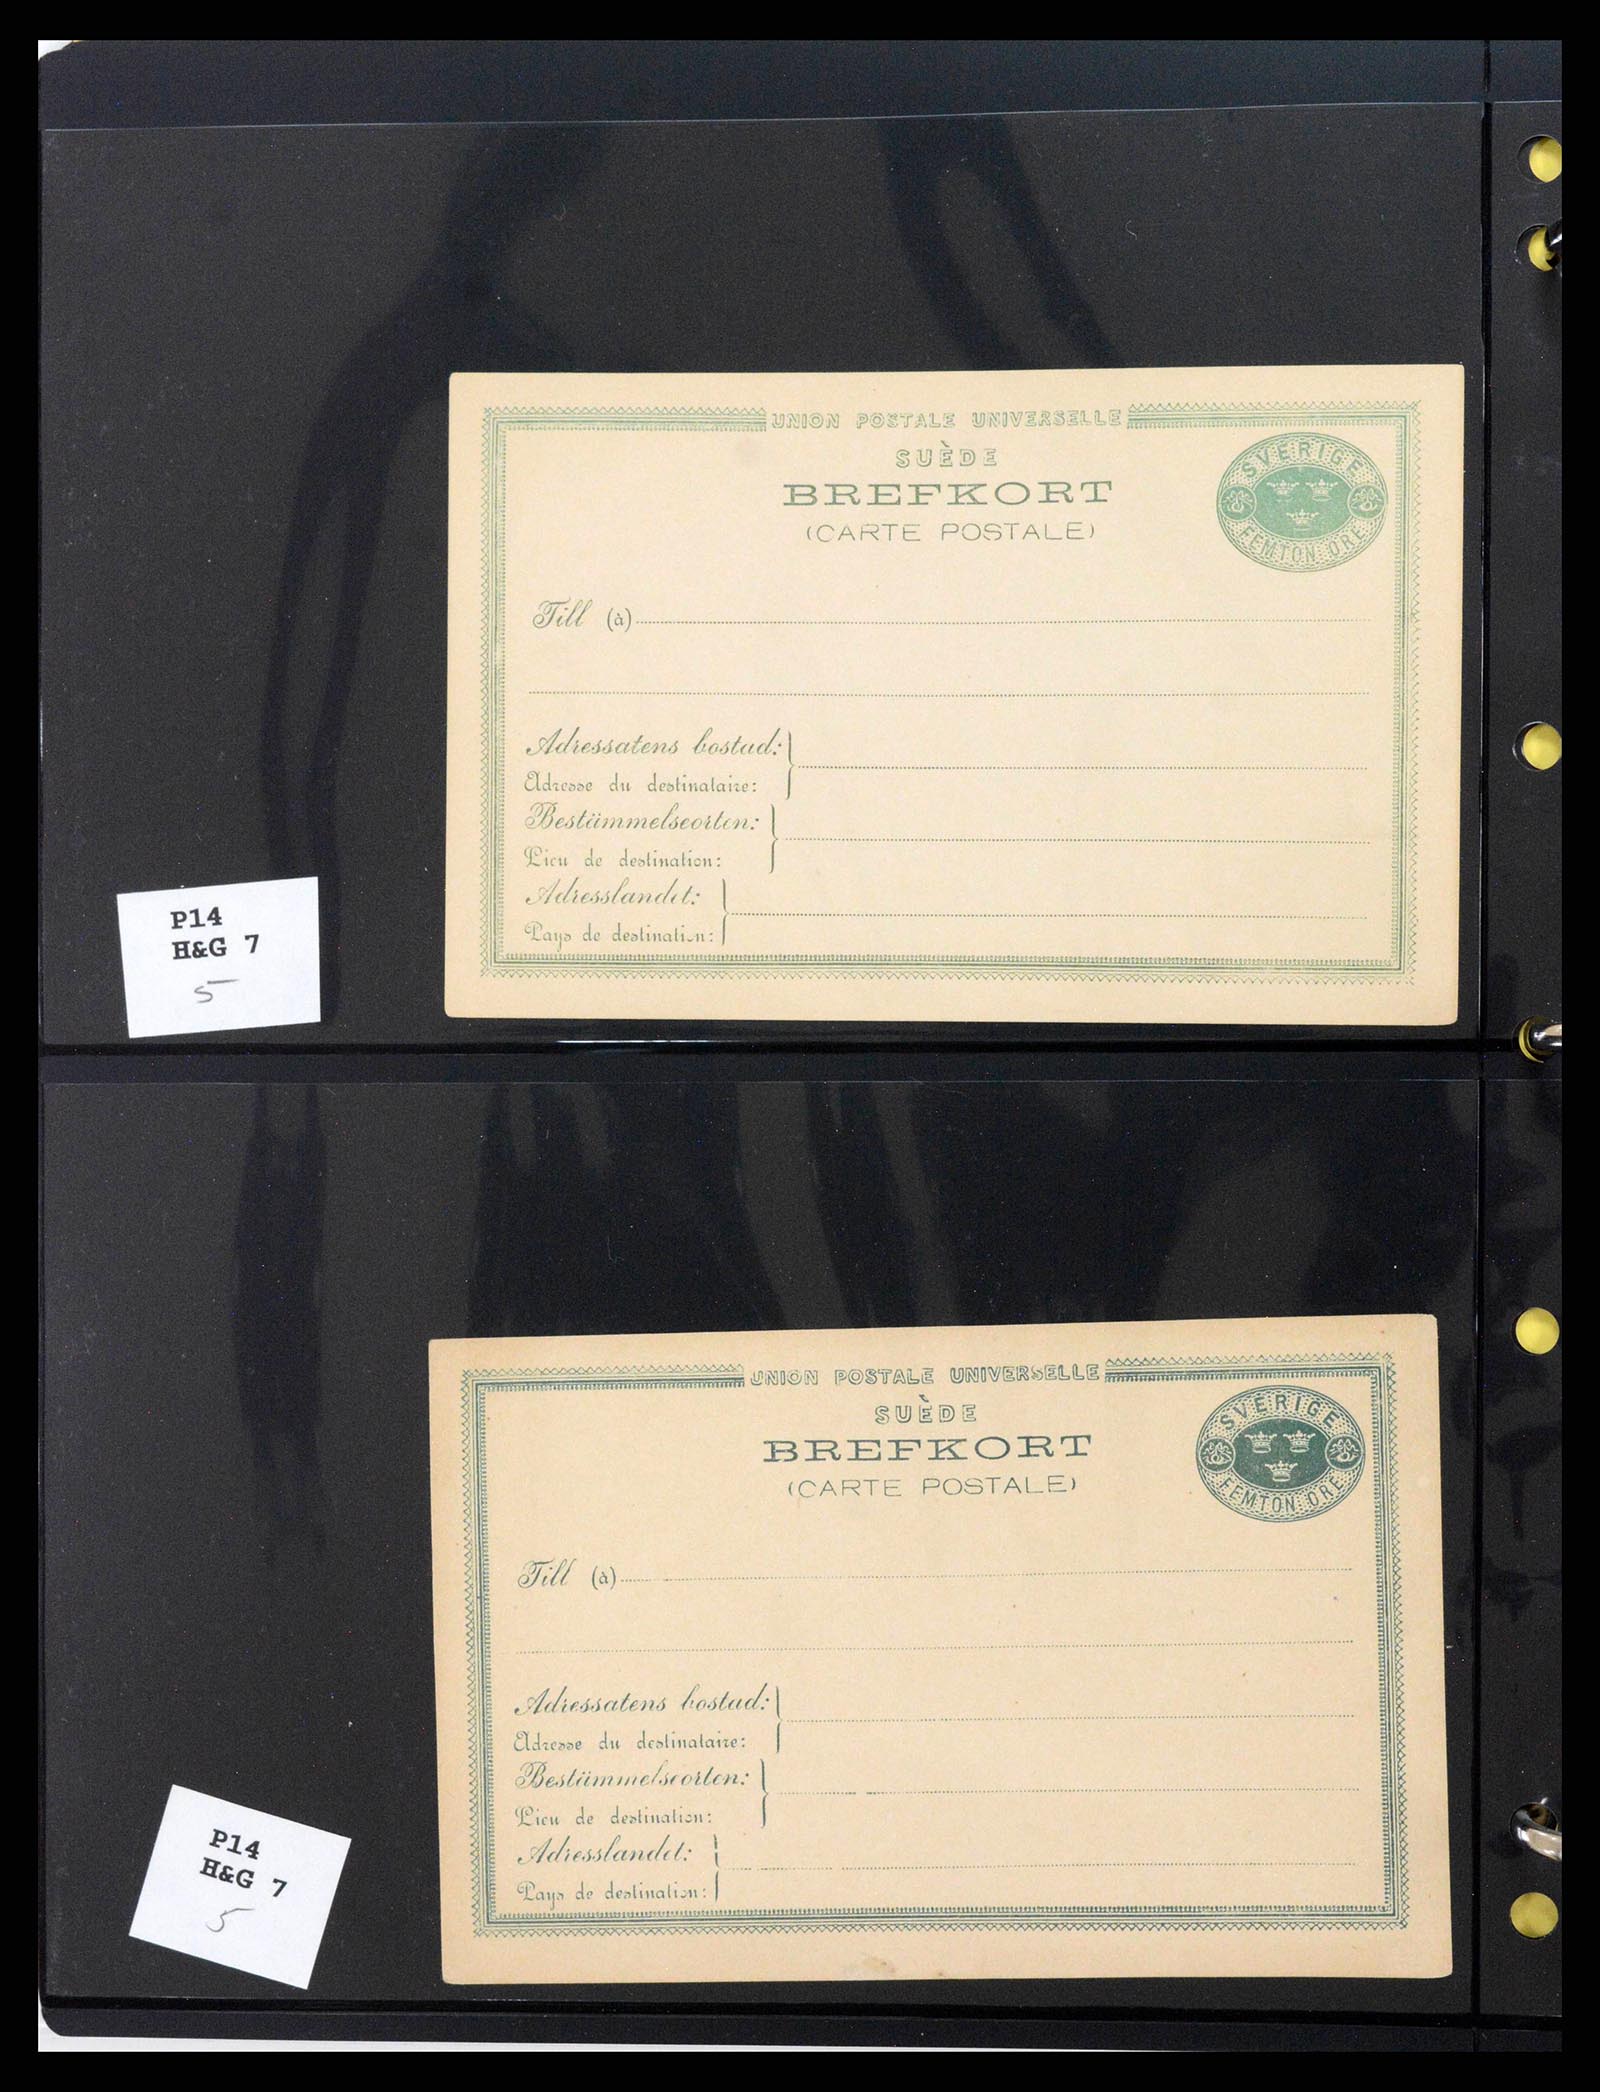 UNION POSTALE UNIVERSELLE
SUÈDE
BREFKORT
(CARTE POSTALE)
SVERIGE
FEMTON ÖRE
Till (à)
Adressatens bostad:
Adresse du destinataire:
Bestämmelseorten:
Lieu de destination:
Adresslandet:
Pays de destination:
P14
H&G 7
5
UNION POSTALE UNIVERSELLE
SUÈDE
BREFKORT
(CARTE POSTALE)
SVERIGE
FEMTON ÖRE
Till (à)
Adressatens bostad:
Adresse du destinataire:
Bestämmelseorten:
Lieu de destination:
Adresslandet:
Pays de destination:
P14
H&G 7
5